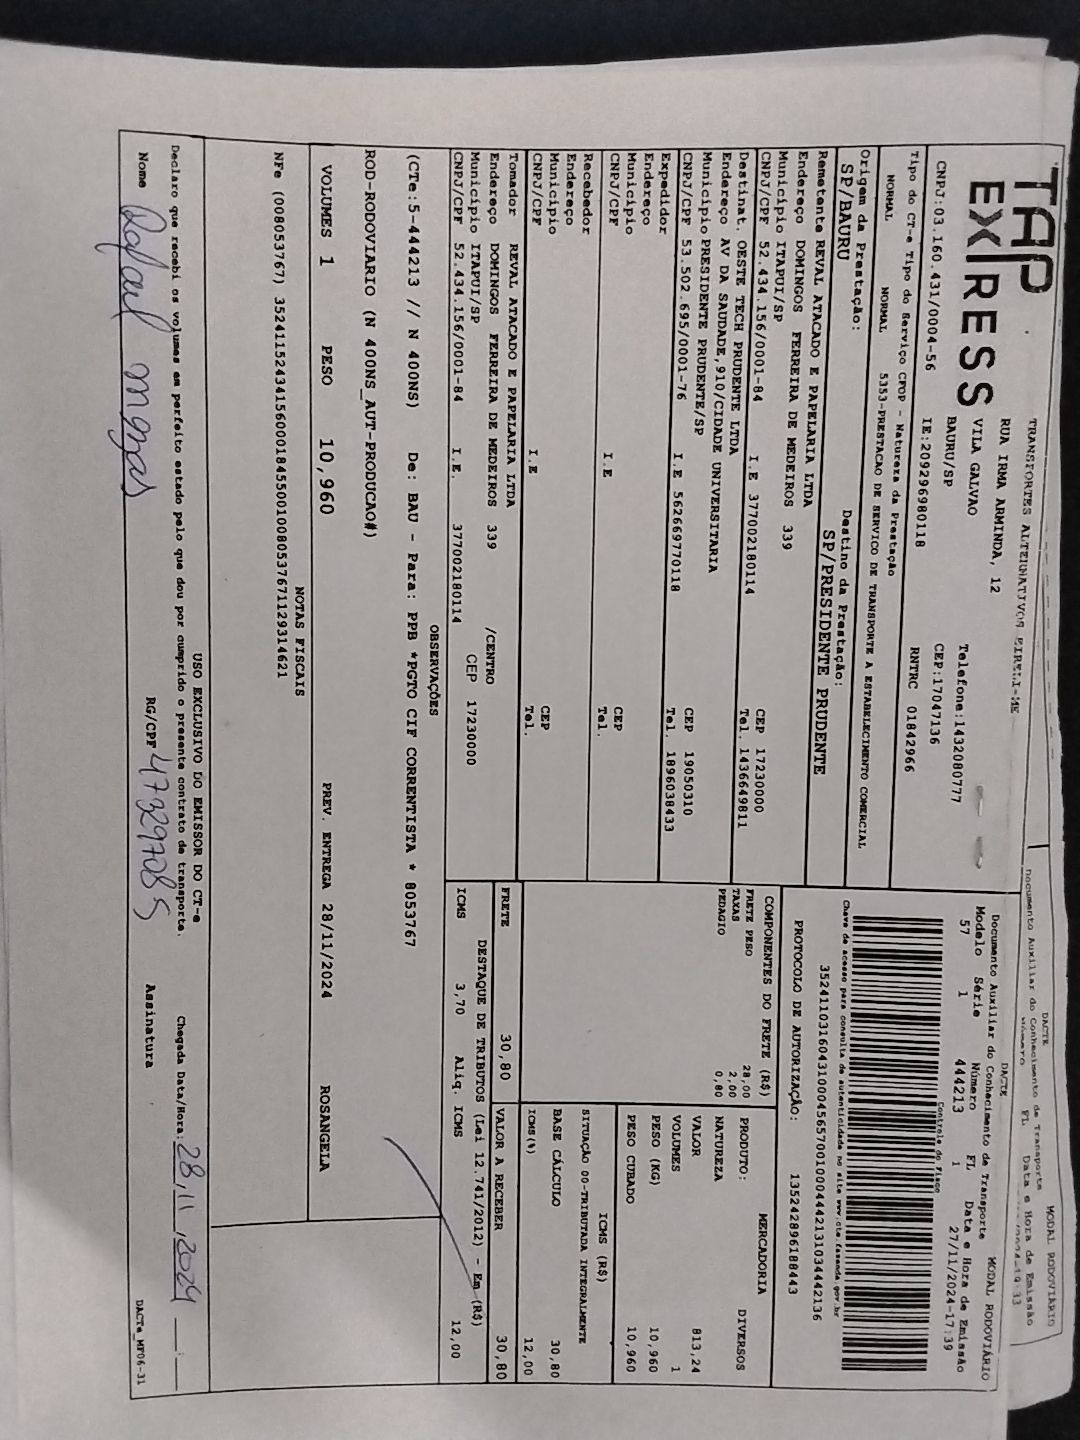 TAP
EXPRESS
TRANSPORTES ALTERNATIVOS EIRELI-ME
RUA IRMA ARMINDA, 12
VILA GALVAO
BAURU/SP
Telefone:1432080777
CEP:17047136
CNPJ:03.160.431/0004-56
IE:209296980118
RNTRC 01842966
Tipo do CT-e Tipo do Serviço CFOP - Natureza da Prestação
NORMAL NORMAL 5353-PRESTACAO DE SERVICO DE TRANSPORTE A ESTABELECIMENTO COMERCIAL
Origem da Prestação:
SP/BAURU
Destino da Prestação:
SP/PRESIDENTE PRUDENTE
Remetente REVAL ATACADO E PAPELARIA LTDA
Endereço DOMINGOS FERREIRA DE MEDEIROS 339
Município ITAPUI/SP CEP 17230000
CNPJ/CPF 52.434.156/0001-84 I.E 377002180114 Tel. 1436649811
Destinat. OESTE TECH PRUDENTE LTDA
Endereço AV DA SAUDADE,910/CIDADE UNIVERSITARIA
Município PRESIDENTE PRUDENTE/SP CEP 19050310
CNPJ/CPF 53.502.695/0001-76 I.E 562669770118 Tel. 1896038433
Expedidor
Endereço
Município CEP
CNPJ/CPF I.E Tel.
Recebedor
Endereço
Município CEP
CNPJ/CPF I.E Tel.
Tomador REVAL ATACADO E PAPELARIA LTDA
Endereço DOMINGOS FERREIRA DE MEDEIROS 339 /CENTRO
Município ITAPUI/SP CEP 17230000
CNPJ/CPF 52.434.156/0001-84 I.E. 377002180114
DACTE MODAL RODOVIÁRIO
Documento Auxiliar do Conhecimento de Transporte
Modelo Série Número FL Data e Hora de Emissão
57 1 444213 1 27/11/2024-17:39
Controle do Fisco
Chave de acesso para consulta de autenticidade no site www.cte.fazenda.gov.br
35241103160431000456570010004442131034442136
PROTOCOLO DE AUTORIZAÇÃO: 135242896188443
COMPONENTES DO FRETE (R$)
FRETE PESO 28,00
TAXAS 2,00
PEDAGIO 0,80
MERCADORIA
PRODUTO: DIVERSOS
NATUREZA
VALOR 813,24
VOLUMES 1
PESO (KG) 10,960
PESO CUBADO 10,960
ICMS (R$)
SITUAÇÃO 00-TRIBUTADA INTEGRALMENTE
BASE CÁLCULO 30,80
ICMS(%) 12,00
FRETE 30,80 VALOR A RECEBER 30,80
DESTAQUE DE TRIBUTOS (Lei 12.741/2012) - Em (R$)
ICMS 3,70 Aliq. ICMS 12,00
OBSERVAÇÕES
(CTe:5-444213 // N 400NS) De: BAU - Para: PPB *PGTO CIF CORRENTISTA * 8053767
ROD-RODOVIARIO (N 400NS_AUT-PRODUCAO#)
VOLUMES 1 PESO 10,960 PREV. ENTREGA 28/11/2024 ROSANGELA
NOTAS FISCAIS
NFe (008053767) 35241152434156000184550010080537671129314621
USO EXCLUSIVO DO EMISSOR DO CT-e
Declaro que recebi os volumes em perfeito estado pelo que dou por cumprido o presente contrato de transporte. Chegada Data/Hora: 28/11/2024
Nome Rafael RG/CPF Assinatura
DACTe_MF06-31